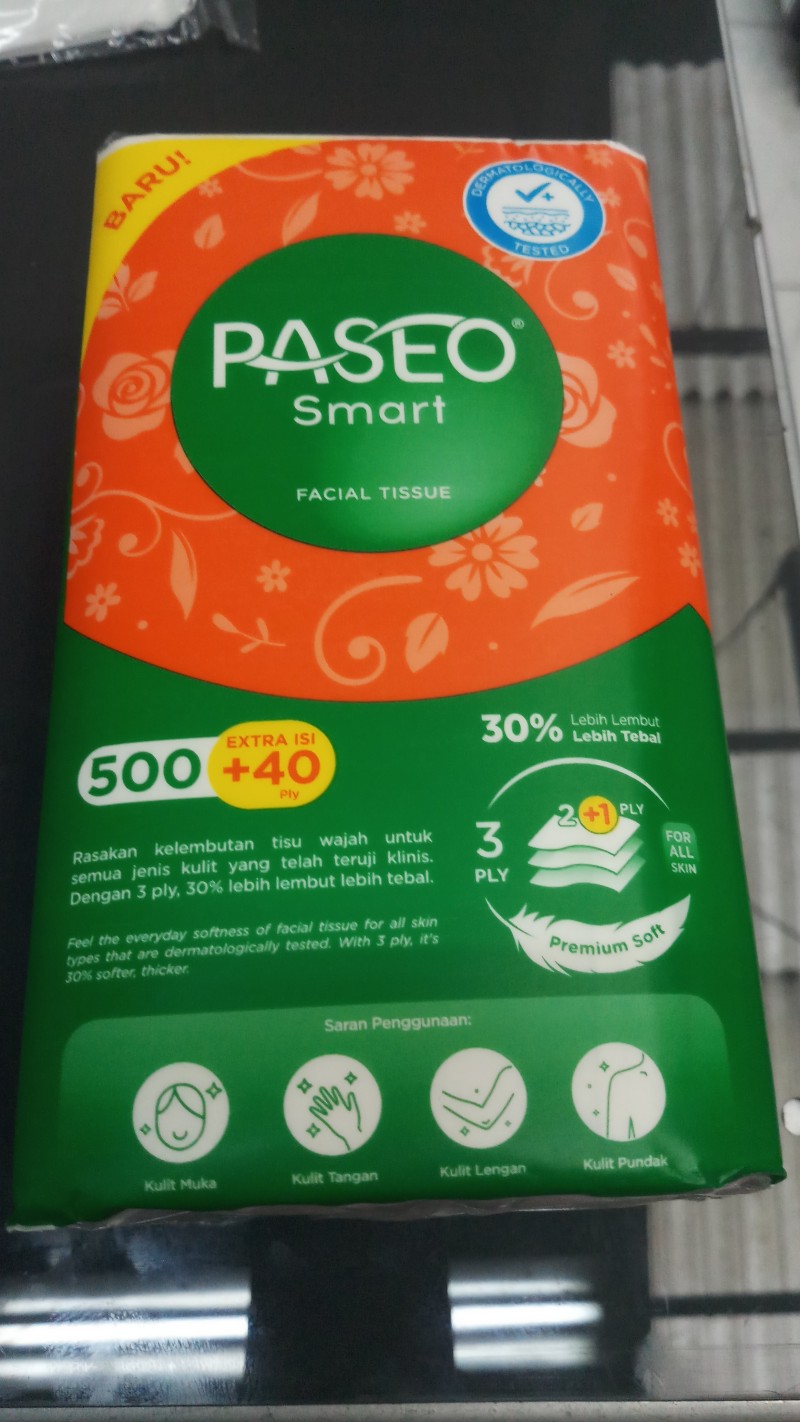 BARU!
DERMATOLOGICALLY
TESTED
PASEO®
Smart
FACIAL TISSUE
500
EXTRA ISI
+40
Ply
30% Lebih Lembut
Lebih Tebal
2 +1 PLY
3
PLY
FOR
ALL
SKIN
Premium Soft
Rasakan kelembutan tisu wajah untuk
semua jenis kulit yang telah teruji klinis.
Dengan 3 ply, 30% lebih lembut lebih tebal.
Feel the everyday softness of facial tissue for all skin
types that are dermatologically tested. With 3 ply, it's
30% softer, thicker.
Saran Penggunaan:
Kulit Muka
Kulit Tangan
Kulit Lengan
Kulit Pundak